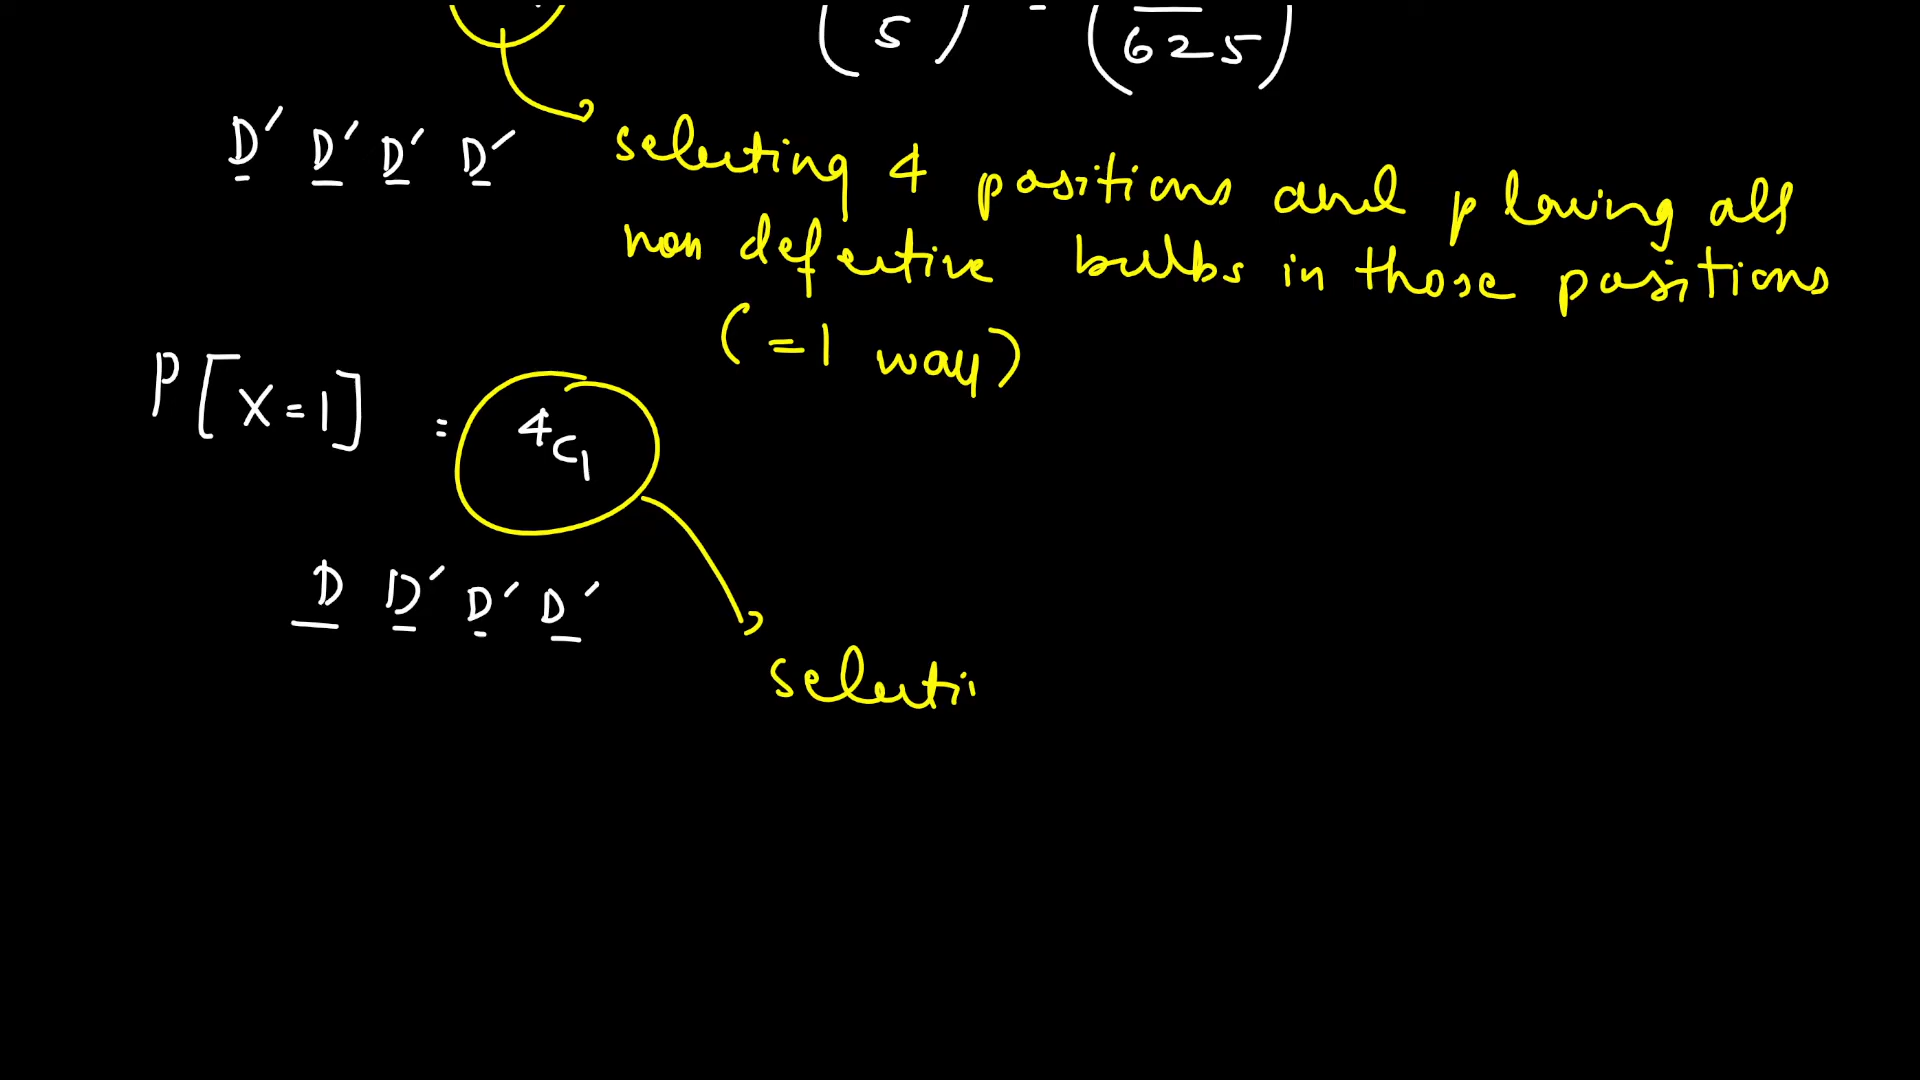 ( 5 ) = ( 625 )
D' D' D' D'
selecting 4 positions and placing all
non defective bulbs in those positions
(=1 way)
P[X=1] = 4C1
D D' D' D'
selecti